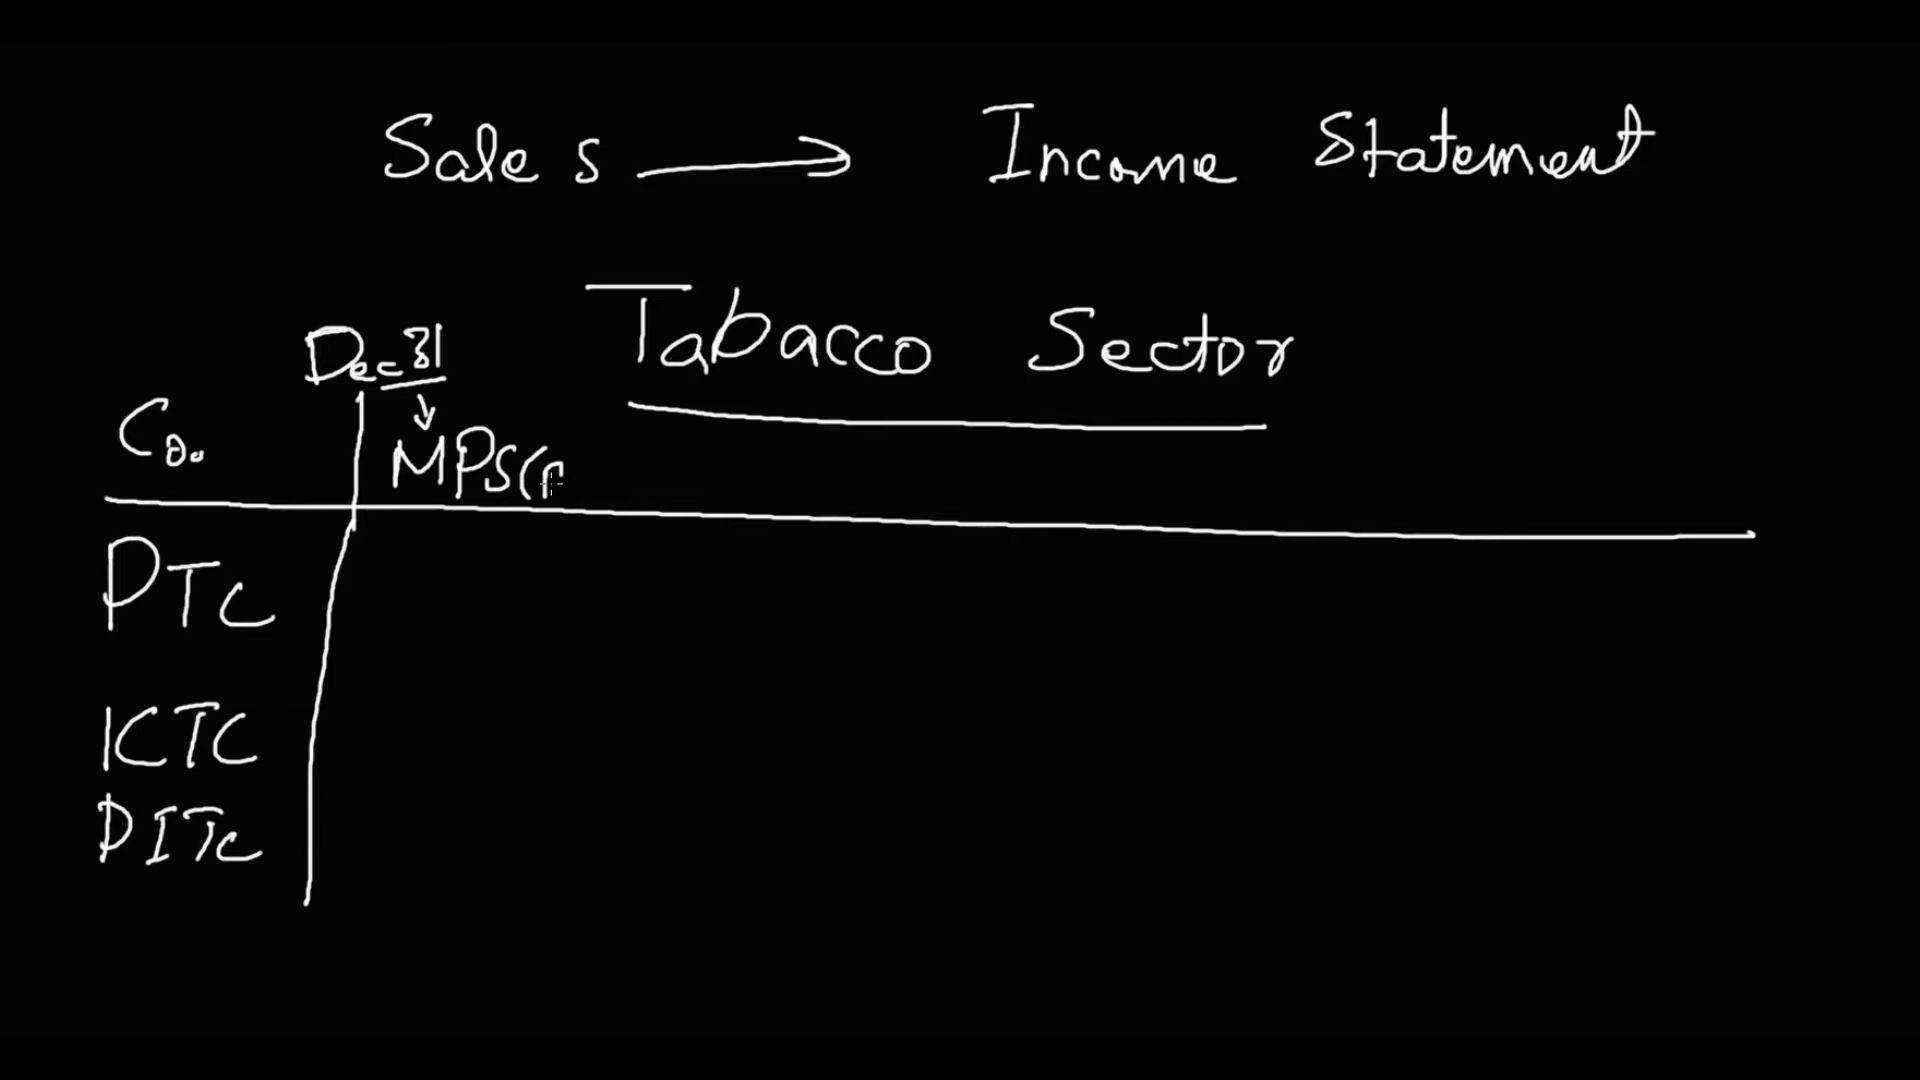 Sales → Income Statement
Tabacco Sector
Dec 31
Co.
MPS(
PTC
KTC
PITC